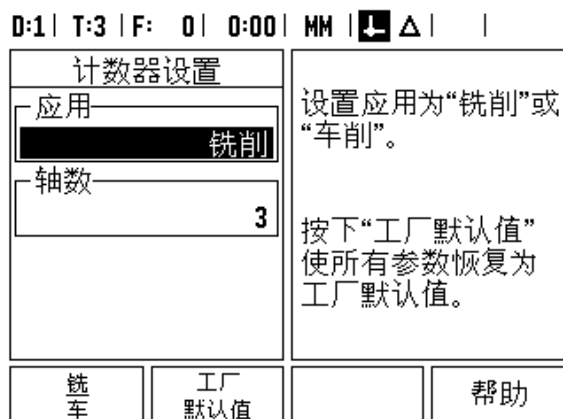 D:1| T:3 | F: 0| 0:00| MM | Δ| |
计数器设置
应用
铣削
轴数
3
设置应用为“铣削”或
“车削”。
按下“工厂默认值”
使所有参数恢复为
工厂默认值。
铣
车
工厂
默认值
帮助